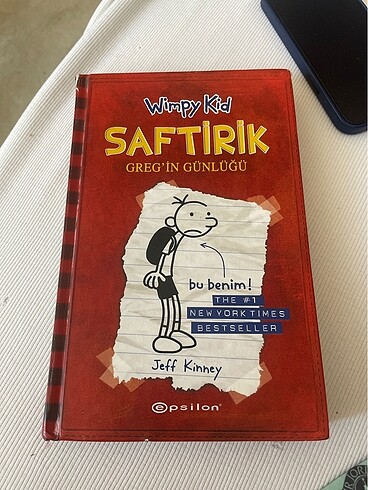 Wimpy Kid
SAFTİRİK
GREG'İN GÜNLÜĞÜ
bu benim!
THE #1
NEW YORK TIMES
BESTSELLER
Jeff Kinney
epsilon